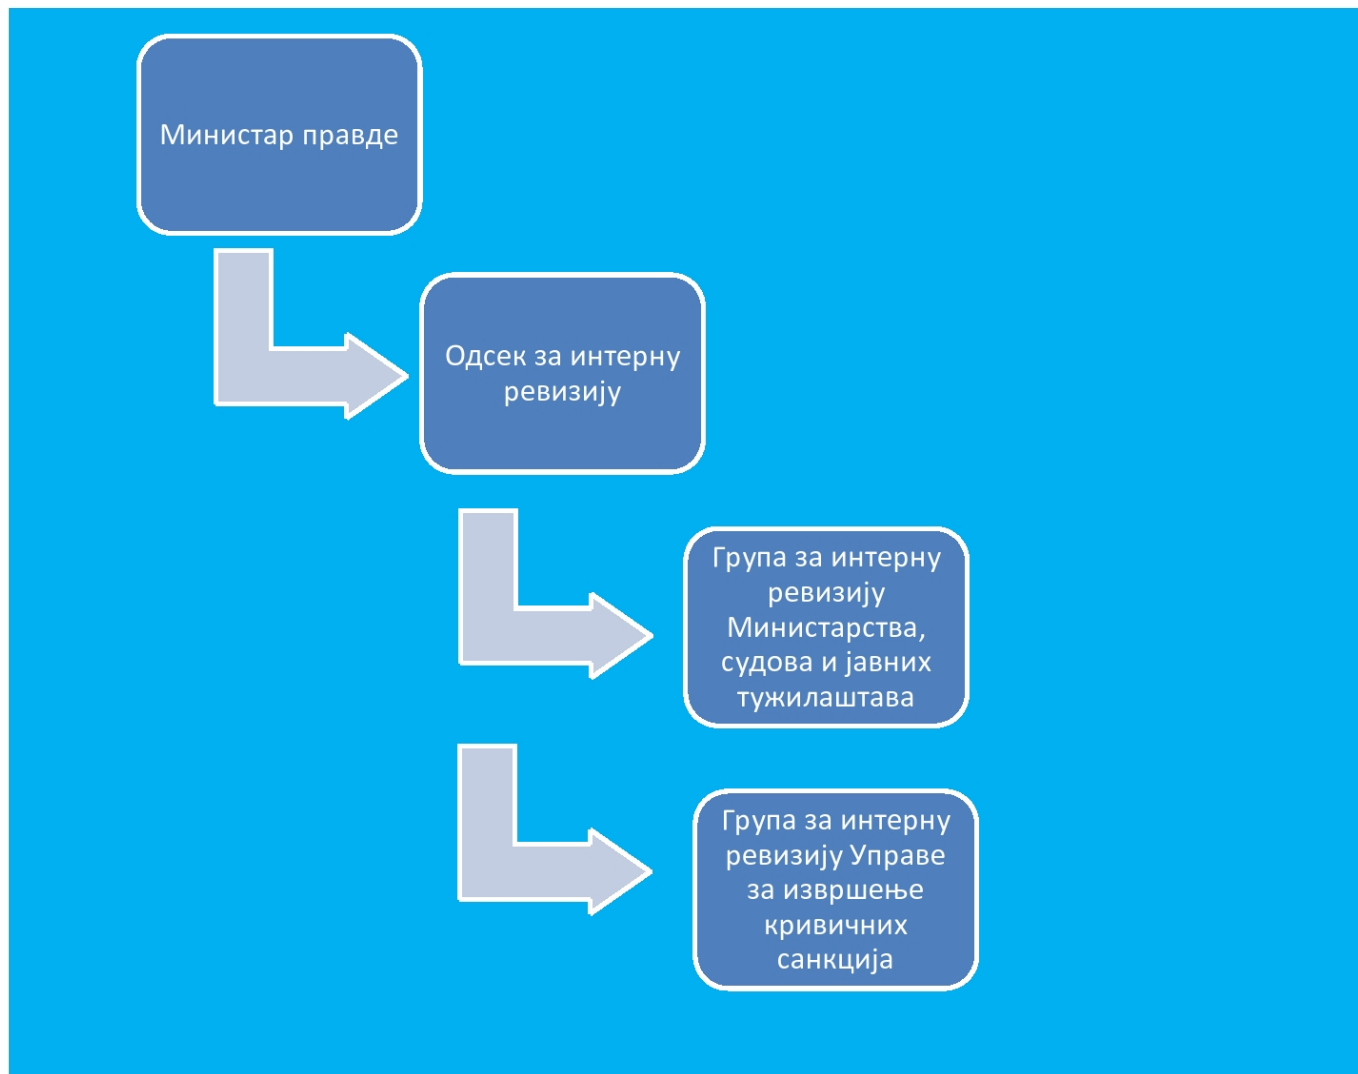 Министар правде
Одсек за интерну
ревизију
Група за интерну
ревизију
Министарства,
судова и јавних
тужилаштава
Група за интерну
ревизију Управе
за извршење
кривичних
санкција